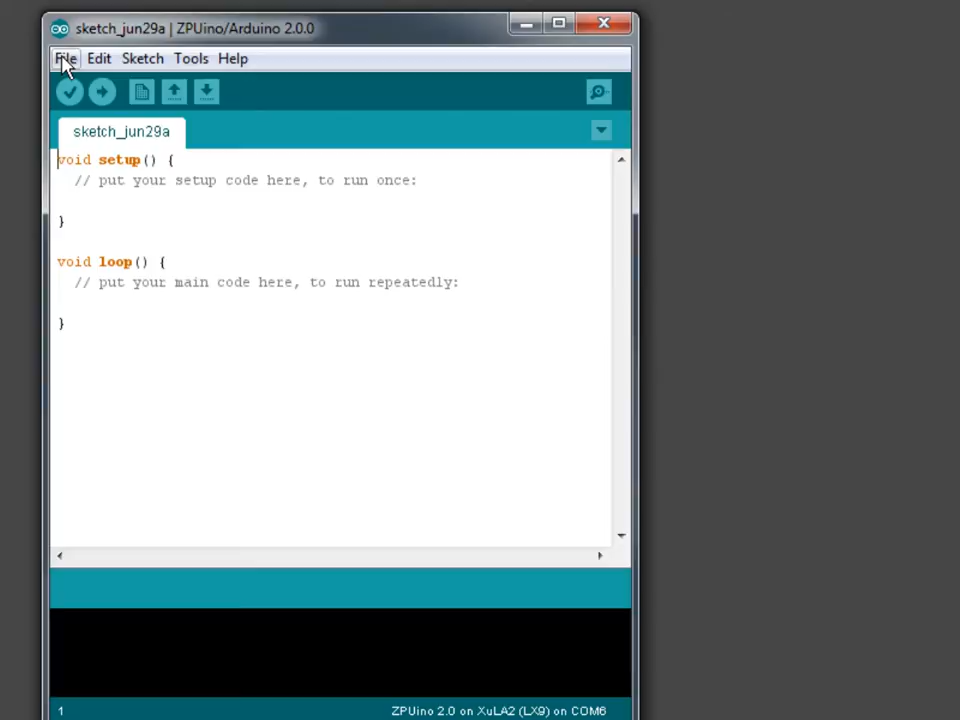 sketch_jun29a | ZPUino/Arduino 2.0.0
File Edit Sketch Tools Help
sketch_jun29a
void setup() {
// put your setup code here, to run once:
}
void loop() {
// put your main code here, to run repeatedly:
}
1 ZPUino 2.0 on XuLA2 (LX9) on COM6